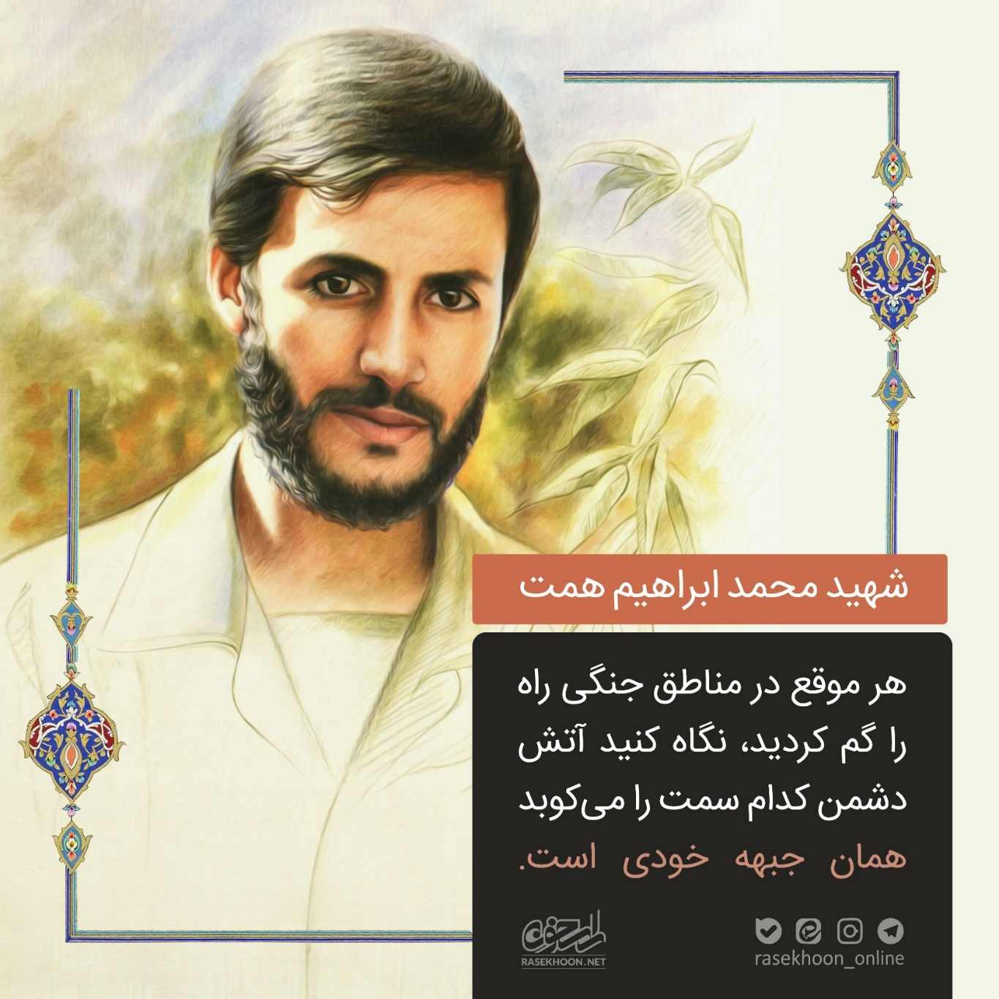 شهید محمد ابراهیم همت
هر موقع در مناطق جنگی راه
را گم کردید، نگاه کنید آتش
دشمن کدام سمت را می‌کوبد
همان جبهه خودی است.
راسخون
RASEKHOON.NET
rasekhoon_online